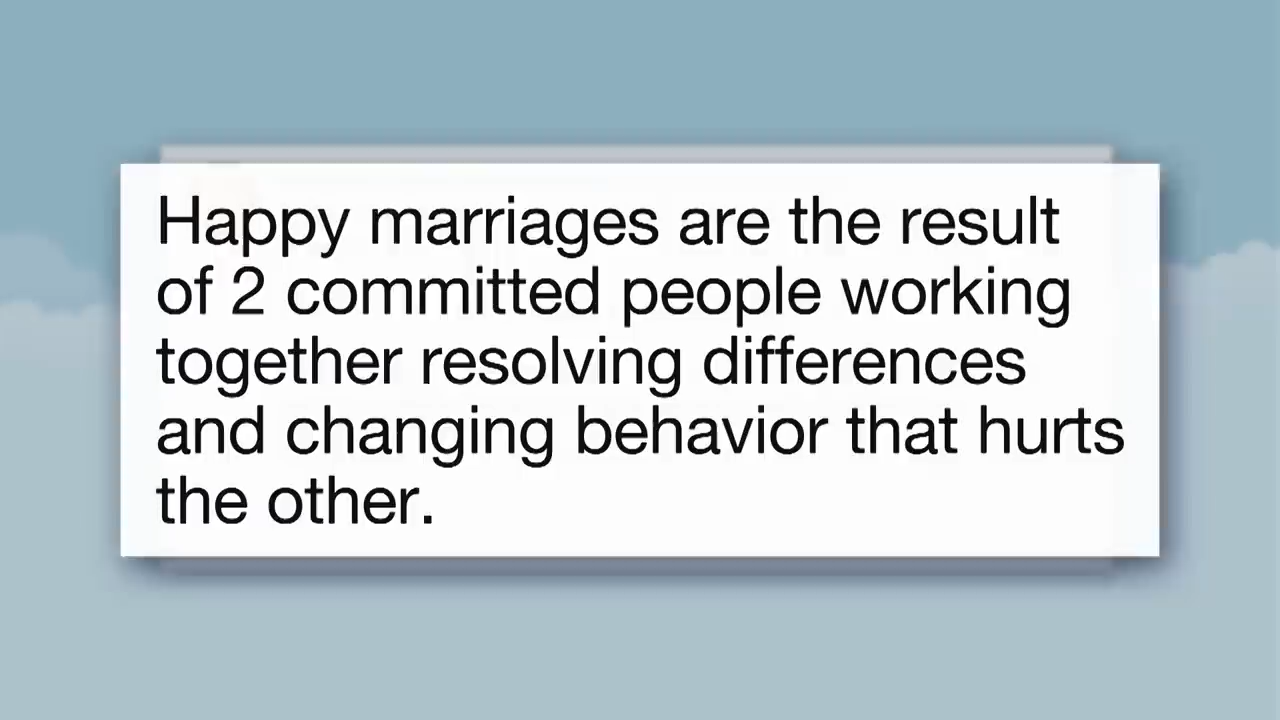 Happy marriages are the result
of 2 committed people working
together resolving differences
and changing behavior that hurts
the other.